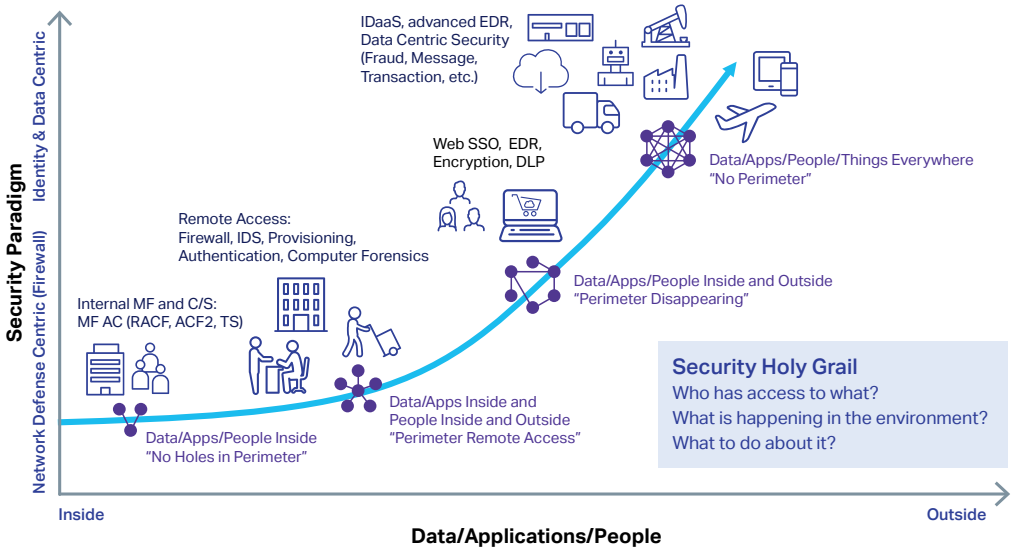 IDaaS, advanced EDR,
Data Centric Security
(Fraud, Message,
Transaction, etc.)
Web SSO, EDR,
Encryption, DLP
Data/Apps/People/Things Everywhere
“No Perimeter”
Remote Access:
Firewall, IDS, Provisioning,
Authentication, Computer Forensics
Data/Apps/People Inside and Outside
“Perimeter Disappearing”
Internal MF and C/S:
MF AC (RACF, ACF2, TS)
Data/Apps Inside and
People Inside and Outside
“Perimeter Remote Access”
Data/Apps/People Inside
“No Holes in Perimeter”
Security Holy Grail
Who has access to what?
What is happening in the environment?
What to do about it?
Security Paradigm
Network Defense Centric (Firewall)
Identity & Data Centric
Inside
Outside
Data/Applications/People